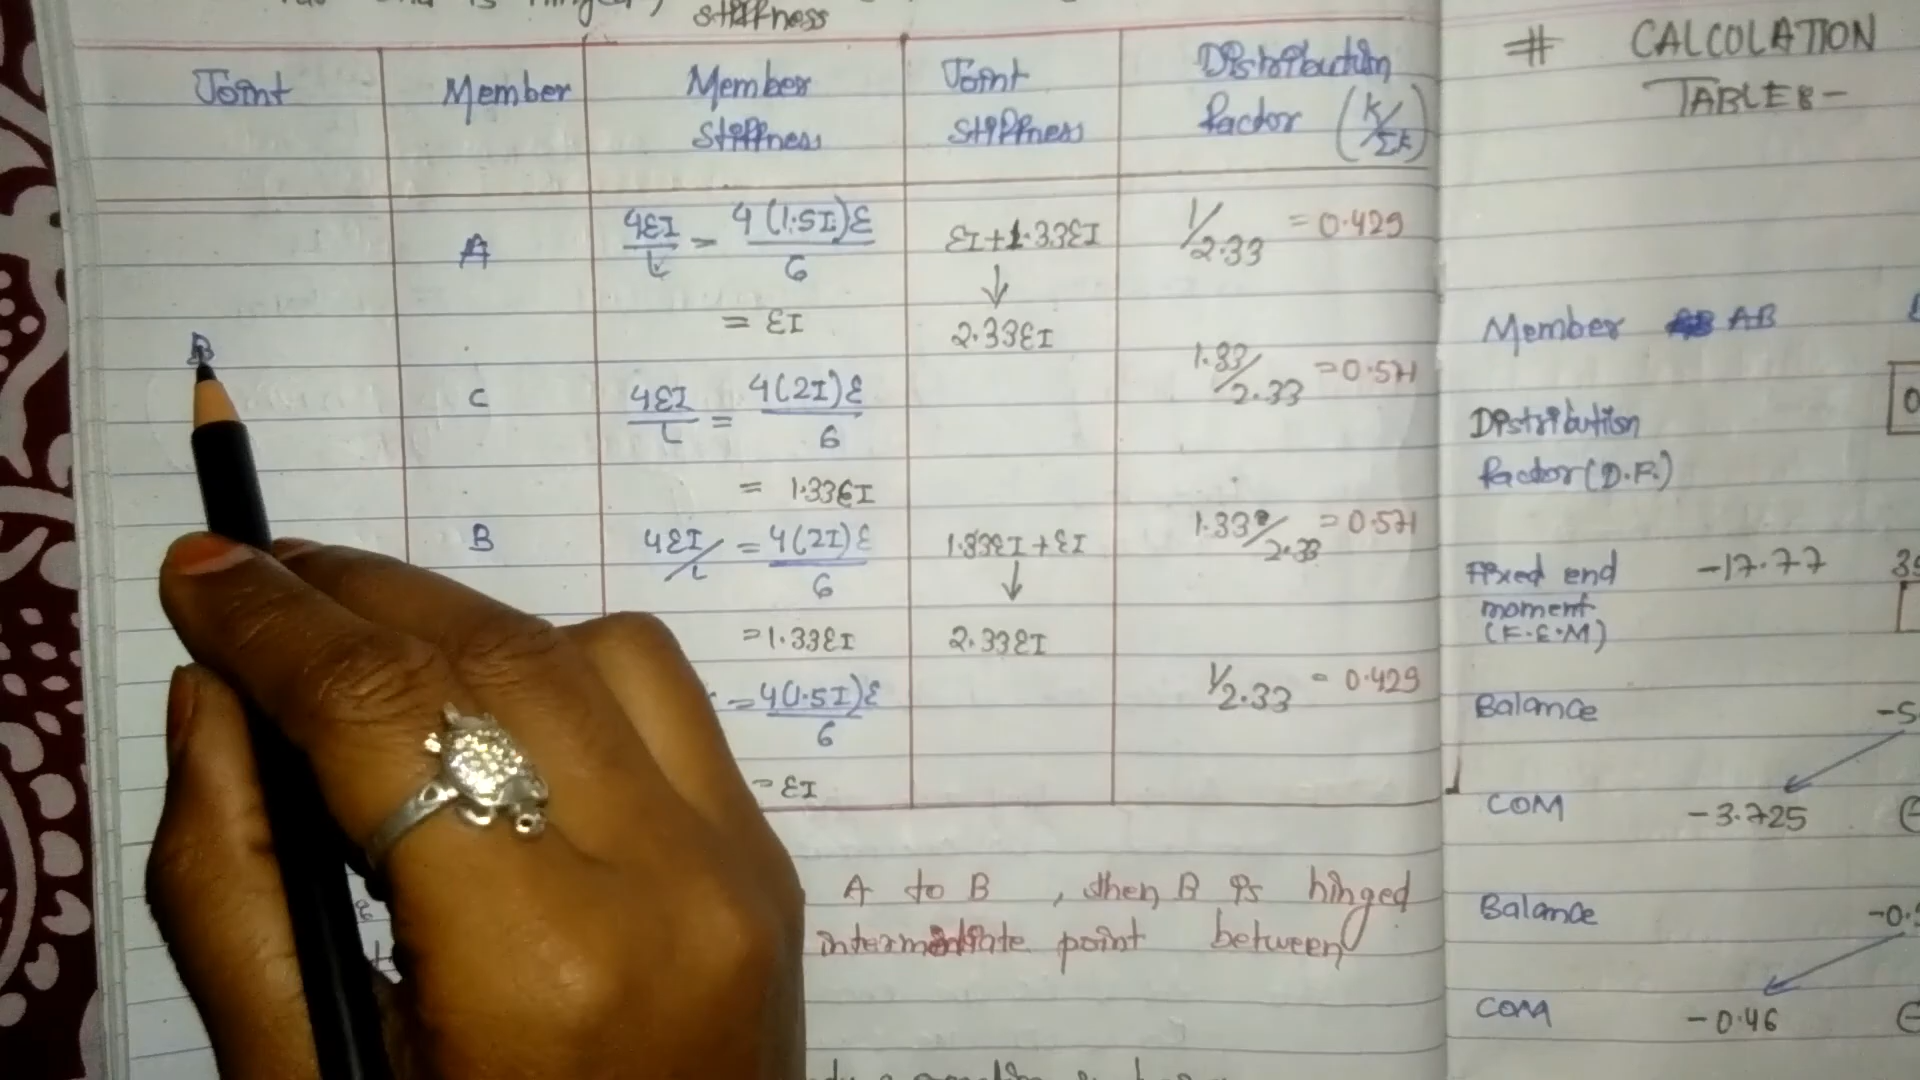 stiffness
Joint Member Member stiffness Joint stiffness Distribution factor (K/ΣK)
A 4EI/L = 4(1.5I)E/6 EI+1.33EI 1/2.33 = 0.429
↓
= EI 2.33EI
B
C 4EI/L = 4(2I)E/6 1.33/2.33 = 0.571
= 1.33EI
B 4EI/L = 4(2I)E/6 1.33EI+EI 1.33/2.33 = 0.571
↓
= 1.33EI 2.33EI
= 4(1.5I)E/6 1/2.33 = 0.429
= EI
A to B , then B is hinged
intermediate point between
# CALCOLATION
TABLE:-
Member AB
Distribution
factor (D.F.)
Fixed end -17.77
moment
(F.E.M)
Balance
COM -3.725
Balance
COM -0.46